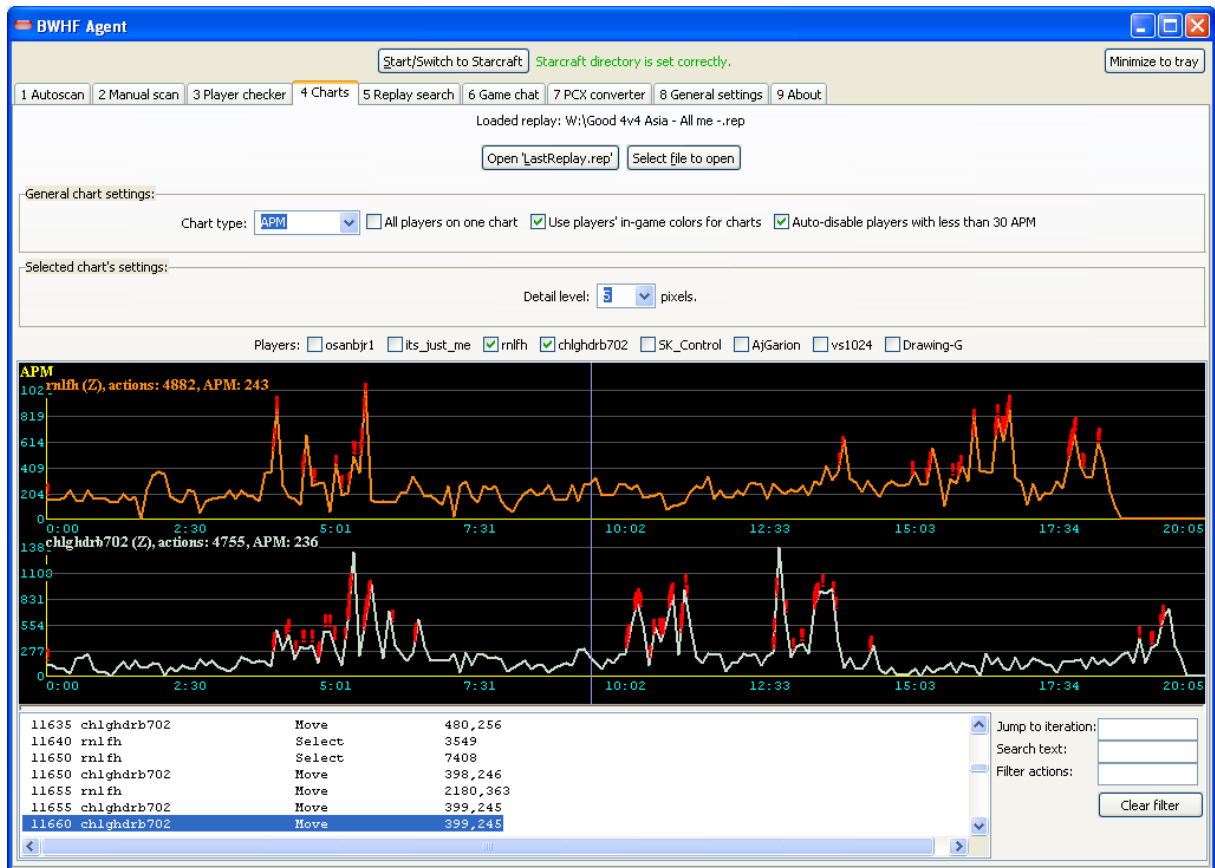 BWHF Agent
Start/Switch to Starcraft Starcraft directory is set correctly. Minimize to tray
1 Autoscan 2 Manual scan 3 Player checker 4 Charts 5 Replay search 6 Game chat 7 PCX converter 8 General settings 9 About
Loaded replay: W:\Good 4v4 Asia - All me -.rep
Open 'LastReplay.rep' Select file to open
General chart settings:
Chart type: APM All players on one chart Use players' in-game colors for charts Auto-disable players with less than 30 APM
Selected chart's settings:
Detail level: 5 pixels.
Players: osanbjr1 its_just_me rnlfh chlghdrb702 SK_Control AjGarion vs1024 Drawing-G
APM
rnlfh (Z), actions: 4882, APM: 243
819
614
409
204
0
0:00 2:30 5:01 7:31 10:02 12:33 15:03 17:34 20:05
chlghdrb702 (Z), actions: 4755, APM: 236
1108
831
554
277
0
0:00 2:30 5:01 7:31 10:02 12:33 15:03 17:34 20:05
11635 chlghdrb702 Move 480,256
11640 rnlfh Select 3549
11650 rnlfh Select 7408
11650 chlghdrb702 Move 398,246
11655 rnlfh Move 2180,363
11655 chlghdrb702 Move 399,245
11660 chlghdrb702 Move 399,245
Jump to iteration:
Search text:
Filter actions:
Clear filter